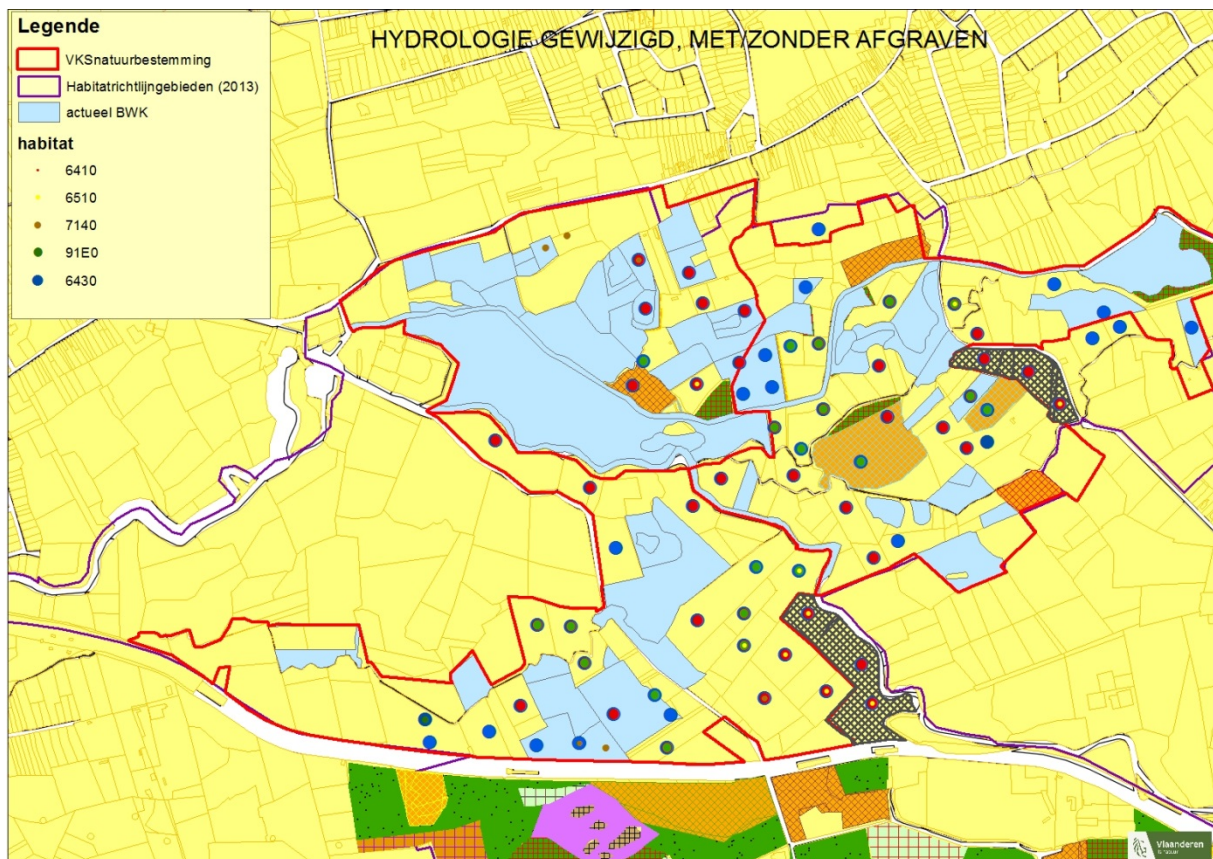 Legende
HYDROLOGIE GEWIJZIGD, MET/ZONDER AFGRAVEN
VKSnatuurbestemming
Habitatrichtlijngebieden (2013)
actueel BWK
habitat
6410
6510
7140
91E0
6430
Vlaanderen